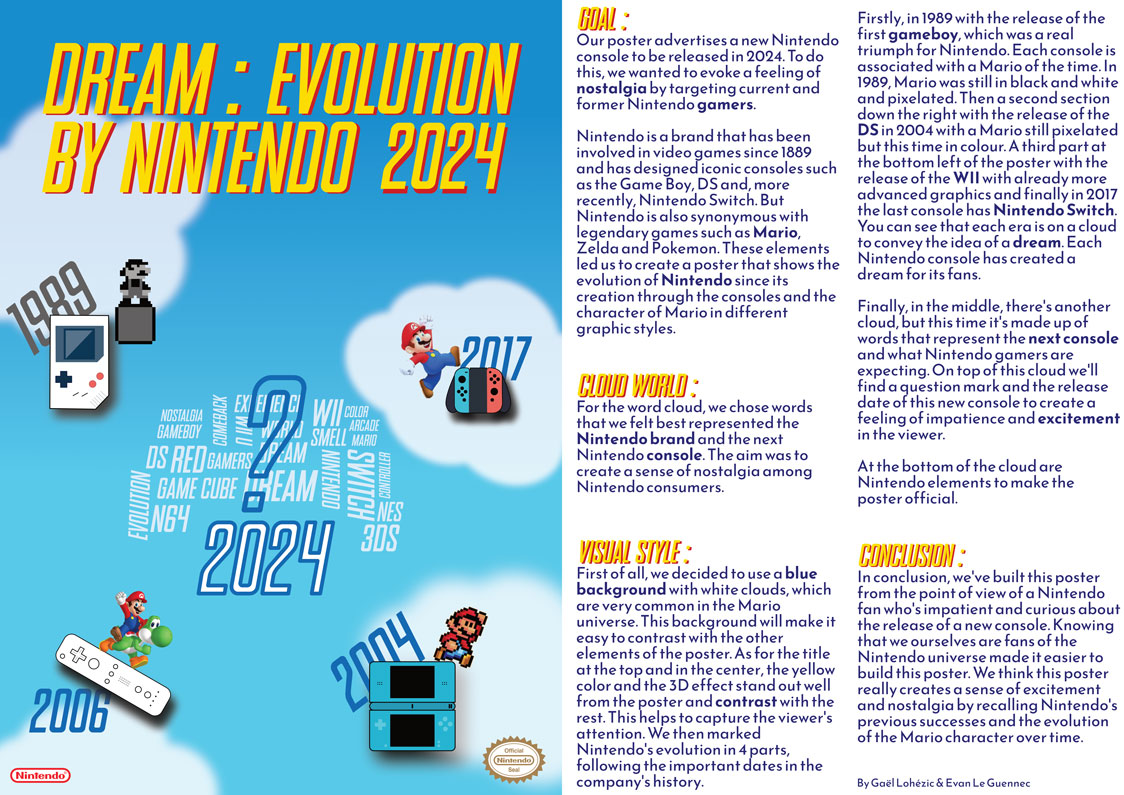 DREAM : EVOLUTION
BY NINTENDO 2024
1989
2017
NOSTALGIA
GAMEBOY
COMEBACK
EXPERIENCE
WII U
WORLD
WII
SMELL
COLOR
ARCADE
MARIO
DS
RED
GAMERS
DREAM
NINTENDO
SWITCH
CONTROLLER
EVOLUTION
GAME CUBE
DREAM
N64
NES
3DS
?
2024
2006
2004
Nintendo
Official
Nintendo
Seal
GOAL :
Our poster advertises a new Nintendo
console to be released in 2024. To do
this, we wanted to evoke a feeling of
nostalgia by targeting current and
former Nintendo gamers.
Nintendo is a brand that has been
involved in video games since 1889
and has designed iconic consoles such
as the Game Boy, DS and, more
recently, Nintendo Switch. But
Nintendo is also synonymous with
legendary games such as Mario,
Zelda and Pokemon. These elements
led us to create a poster that shows the
evolution of Nintendo since its
creation through the consoles and the
character of Mario in different
graphic styles.
CLOUD WORLD :
For the word cloud, we chose words
that we felt best represented the
Nintendo brand and the next
Nintendo console. The aim was to
create a sense of nostalgia among
Nintendo consumers.
VISUAL STYLE :
First of all, we decided to use a blue
background with white clouds, which
are very common in the Mario
universe. This background will make it
easy to contrast with the other
elements of the poster. As for the title
at the top and in the center, the yellow
color and the 3D effect stand out well
from the poster and contrast with the
rest. This helps to capture the viewer's
attention. We then marked
Nintendo's evolution in 4 parts,
following the important dates in the
company's history.
Firstly, in 1989 with the release of the
first gameboy, which was a real
triumph for Nintendo. Each console is
associated with a Mario of the time. In
1989, Mario was still in black and white
and pixelated. Then a second section
down the right with the release of the
DS in 2004 with a Mario still pixelated
but this time in colour. A third part at
the bottom left of the poster with the
release of the WII with already more
advanced graphics and finally in 2017
the last console has Nintendo Switch.
You can see that each era is on a cloud
to convey the idea of a dream. Each
Nintendo console has created a
dream for its fans.
Finally, in the middle, there's another
cloud, but this time it's made up of
words that represent the next console
and what Nintendo gamers are
expecting. On top of this cloud we'll
find a question mark and the release
date of this new console to create a
feeling of impatience and excitement
in the viewer.
At the bottom of the cloud are
Nintendo elements to make the
poster official.
CONCLUSION :
In conclusion, we've built this poster
from the point of view of a Nintendo
fan who's impatient and curious about
the release of a new console. Knowing
that we ourselves are fans of the
Nintendo universe made it easier to
build this poster. We think this poster
really creates a sense of excitement
and nostalgia by recalling Nintendo's
previous successes and the evolution
of the Mario character over time.
By Gaël Lohézic & Evan Le Guennec